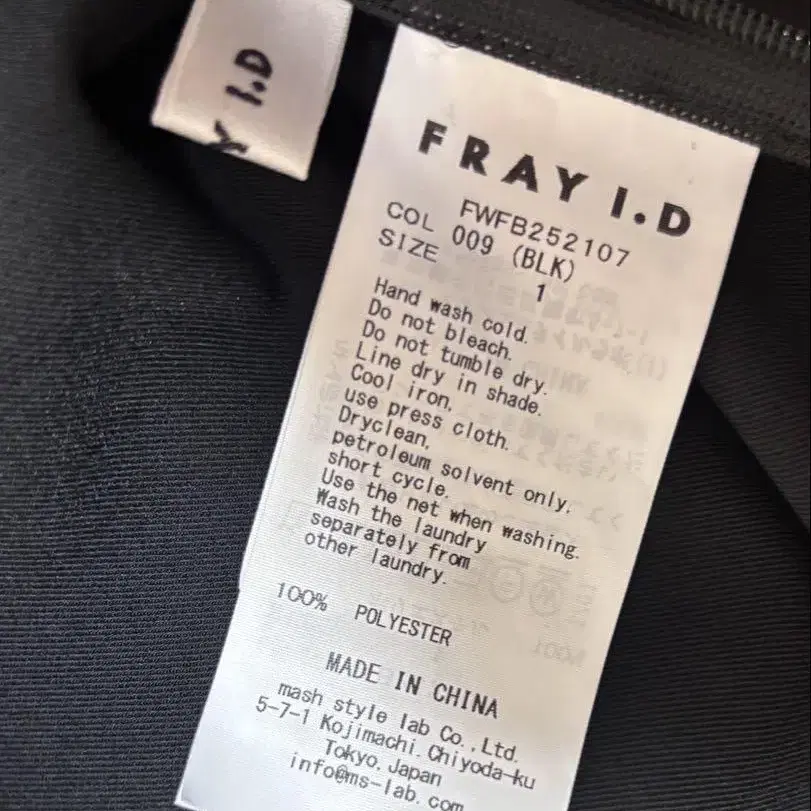 Y I.D
FRAY I.D
FWFB252107
COL 009 (BLK)
SIZE 1
Hand wash cold.
Do not bleach.
Do not tumble dry.
Line dry in shade.
Cool iron,
use press cloth.
Dryclean,
petroleum solvent only,
short cycle.
Use the net when washing.
Wash the laundry
separately from
other laundry.
100% POLYESTER
MADE IN CHINA
mash style lab Co.,Ltd.
5-7-1 Kojimachi.Chiyoda-ku
Tokyo.Japan
info@ms-lab.com